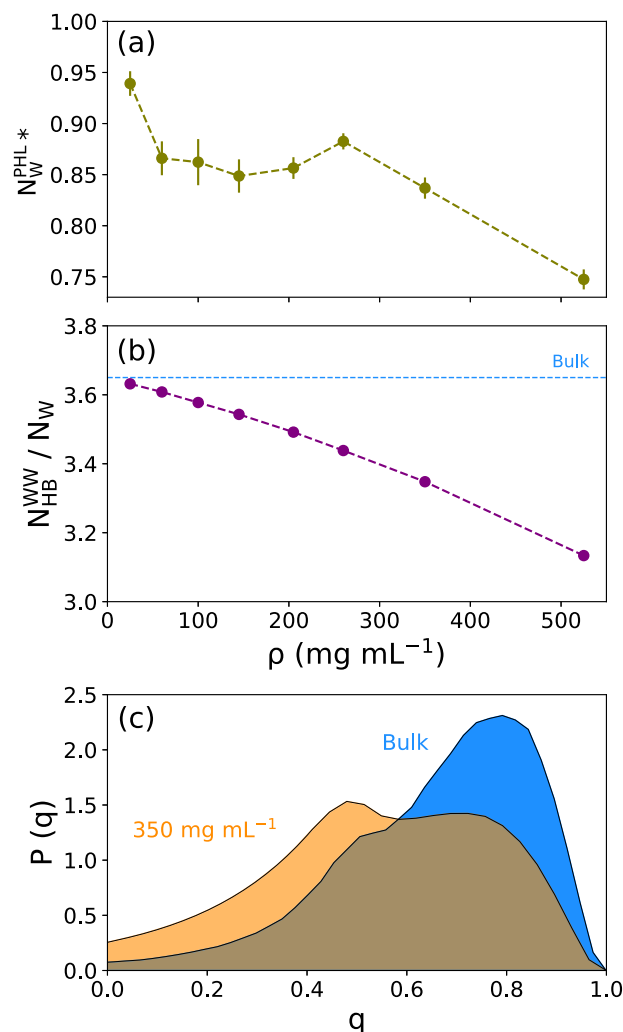 (a)
1.00
0.95
0.90
0.85
0.80
0.75
N_W^PHL *
(b)
3.8
3.6
3.4
3.2
3.0
Bulk
N_HB^WW / N_W
0 100 200 300 400 500
ρ (mg mL⁻¹)
(c)
2.5
2.0
1.5
1.0
0.5
0.0
Bulk
350 mg mL⁻¹
P (q)
0.0 0.2 0.4 0.6 0.8 1.0
q